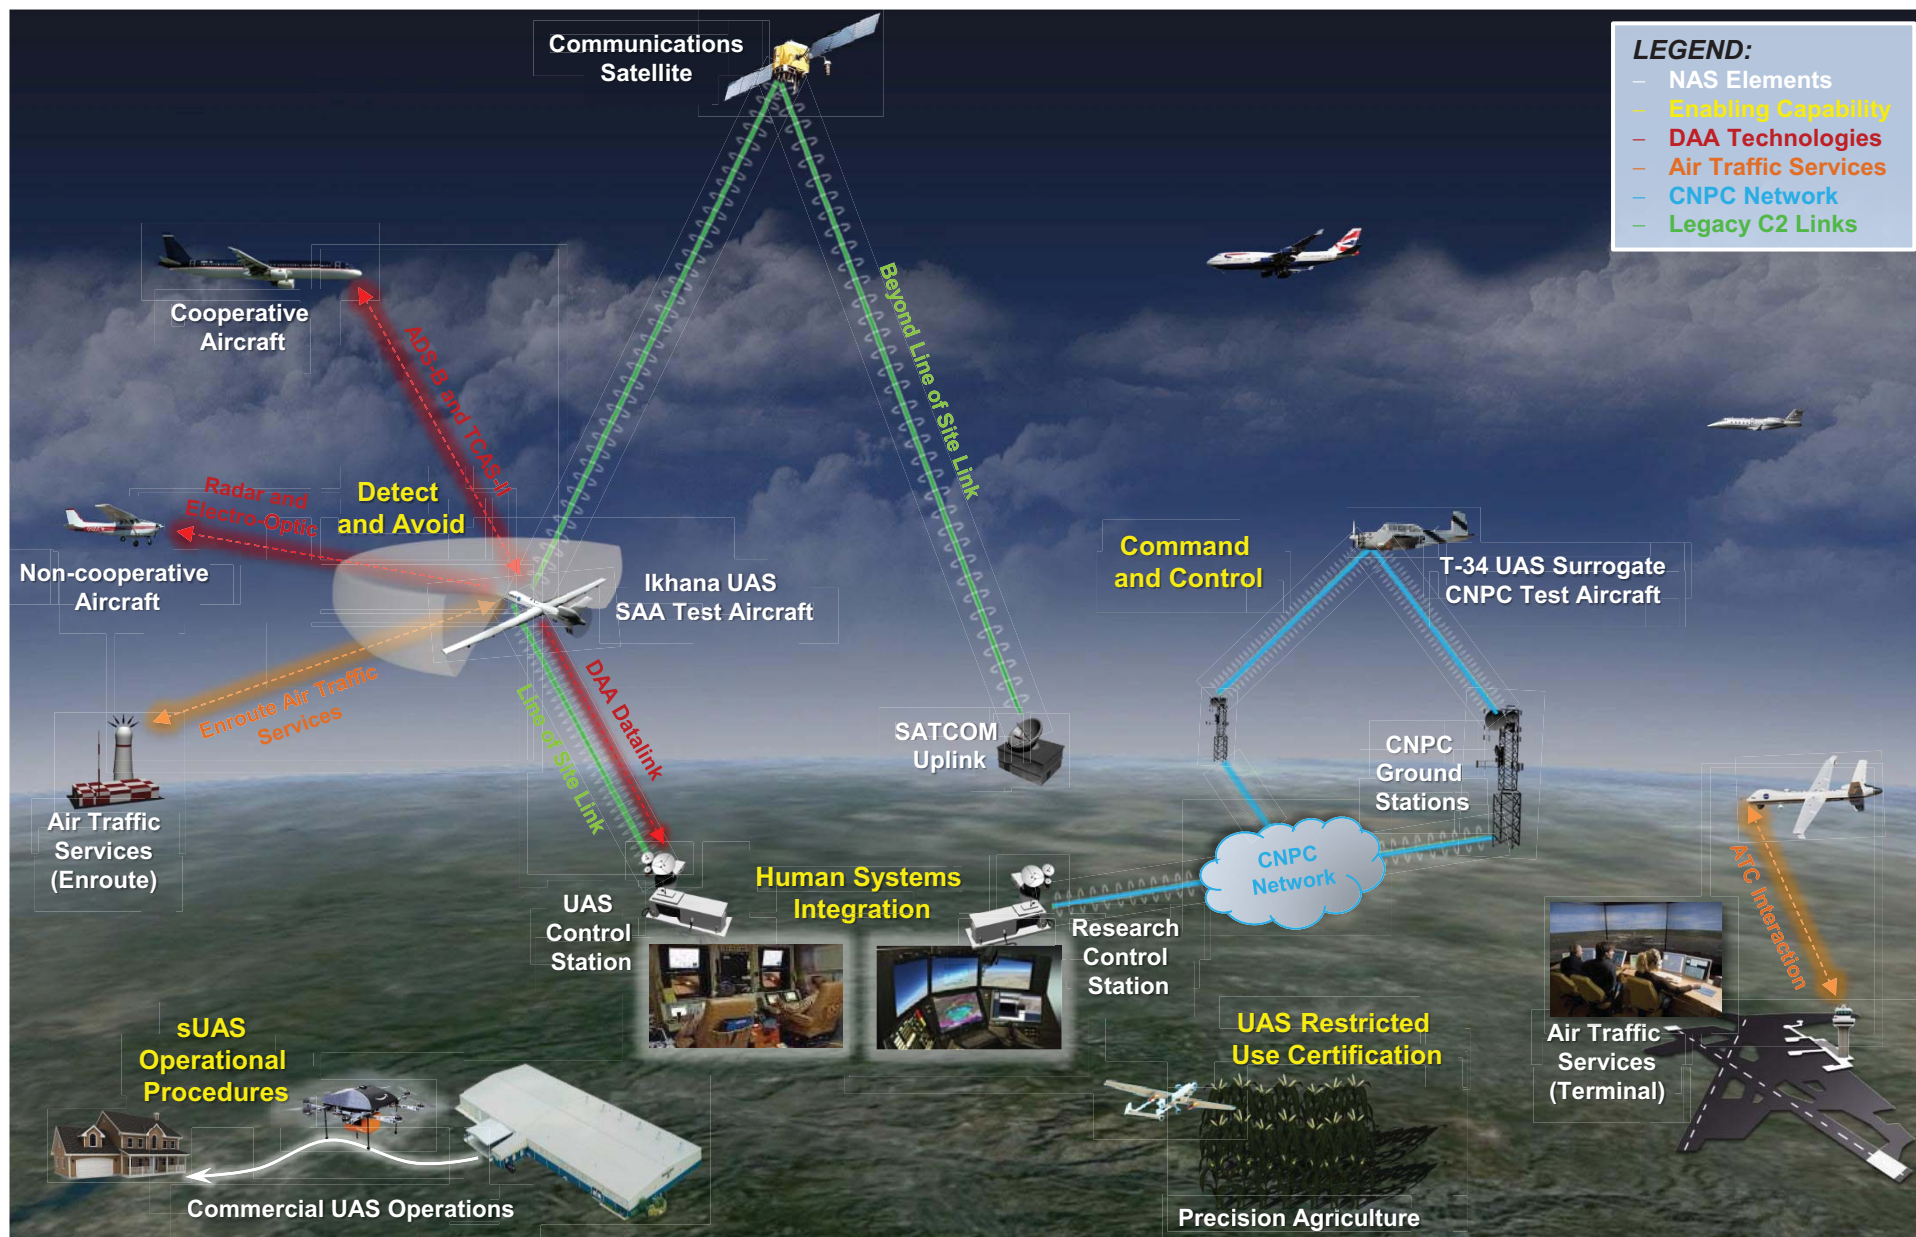 Communications
Satellite
LEGEND:
– NAS Elements
– Enabling Capability
– DAA Technologies
– Air Traffic Services
– CNPC Network
– Legacy C2 Links
Cooperative
Aircraft
ADS-B and TCAS-II
Beyond Line of Site Link
Radar and
Electro-Optic
Detect
and Avoid
Non-cooperative
Aircraft
Ikhana UAS
SAA Test Aircraft
Command
and Control
T-34 UAS Surrogate
CNPC Test Aircraft
Enroute Air Traffic
Services
DAA Datalink
Line of Site Link
SATCOM
Uplink
CNPC
Ground
Stations
Air Traffic
Services
(Enroute)
CNPC
Network
ATC Interaction
Human Systems
Integration
UAS
Control
Station
Research
Control
Station
sUAS
Operational
Procedures
UAS Restricted
Use Certification
Air Traffic
Services
(Terminal)
Commercial UAS Operations
Precision Agriculture